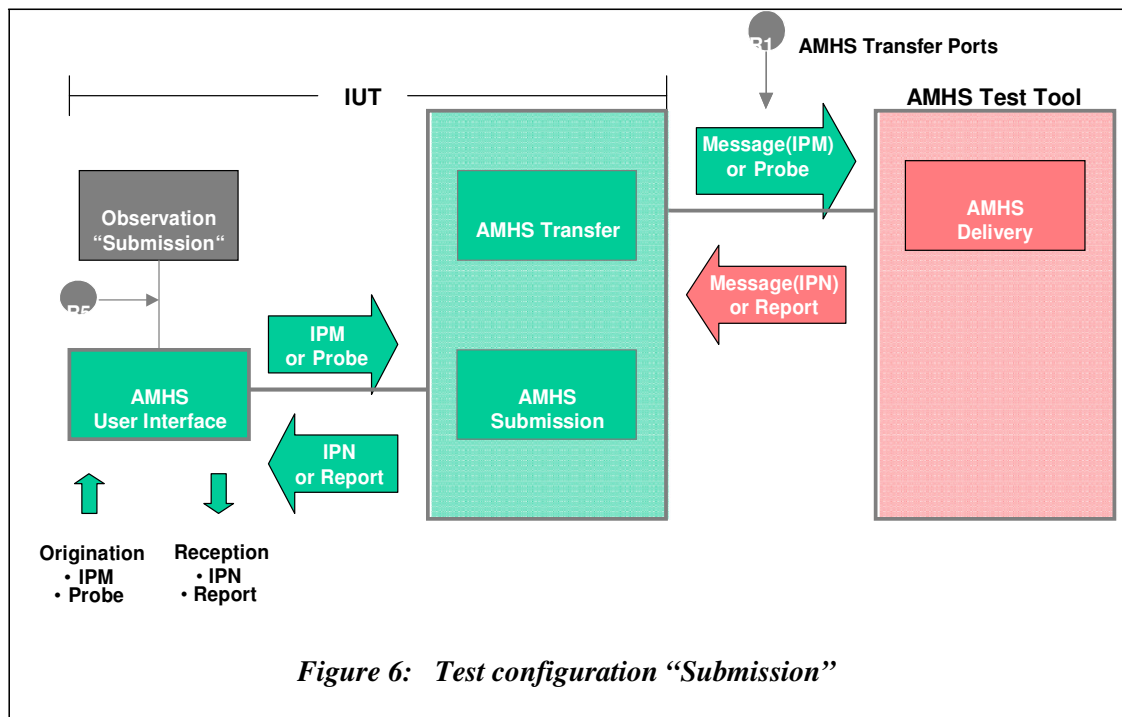 R1
AMHS Transfer Ports
IUT
AMHS Test Tool
Message(IPM)
or Probe
Observation
“Submission“
AMHS Transfer
AMHS
Delivery
Message(IPN)
or Report
R5
IPM
or Probe
AMHS
User Interface
AMHS
Submission
IPN
or Report
Origination
• IPM
• Probe
Reception
• IPN
• Report
Figure 6: Test configuration “Submission”